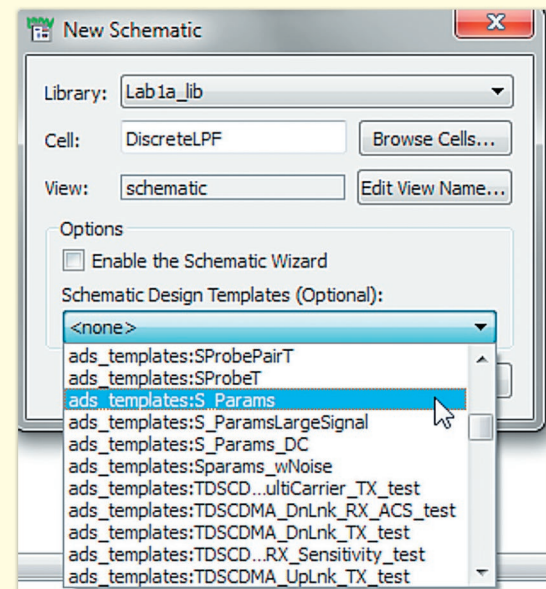 New Schematic
Library: Lab1a_lib
Cell: DiscreteLPF Browse Cells...
View: schematic Edit View Name...
Options
Enable the Schematic Wizard
Schematic Design Templates (Optional):
<none>
ads_templates:SProbePairT
ads_templates:SProbeT
ads_templates:S_Params
ads_templates:S_ParamsLargeSignal
ads_templates:S_Params_DC
ads_templates:Sparams_wNoise
ads_templates:TDSCD...ultiCarrier_TX_test
ads_templates:TDSCDMA_DnLnk_RX_ACS_test
ads_templates:TDSCDMA_DnLnk_TX_test
ads_templates:TDSCD...RX_Sensitivity_test
ads_templates:TDSCDMA_UpLnk_TX_test